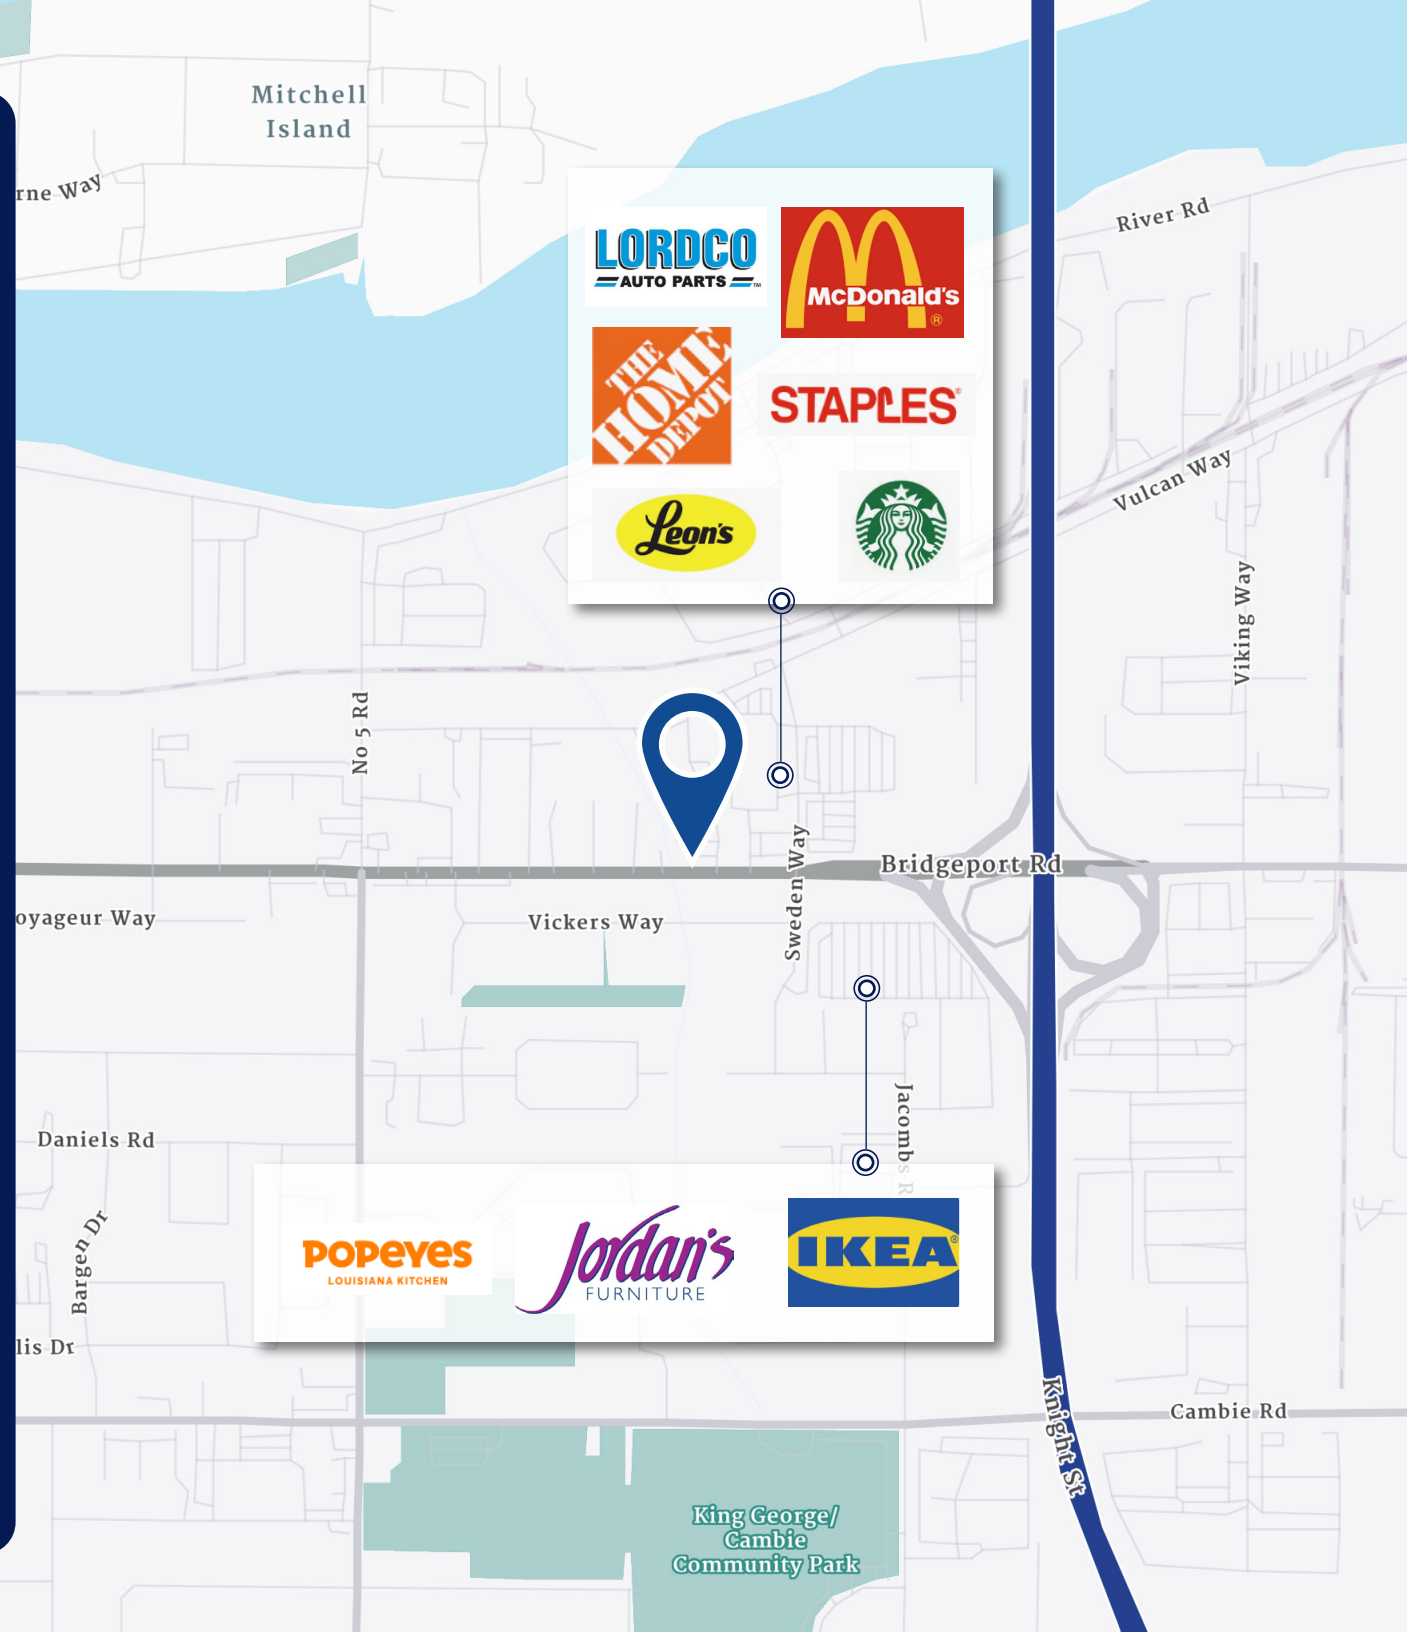 Mitchell
Island
rne Way
River Rd
LORDCO
AUTO PARTS
TM
McDonald's
®
THE
HOME
DEPOT
STAPLES®
Leon's
Vulcan Way
Viking Way
No 5 Rd
Sweden Way
Bridgeport Rd
oyageur Way
Vickers Way
Jacombs R
Daniels Rd
Bargen Dr
POPEYES
LOUISIANA KITCHEN
Jordan's
FURNITURE
IKEA®
lis Dr
Knight St
Cambie Rd
King George/
Cambie
Community Park